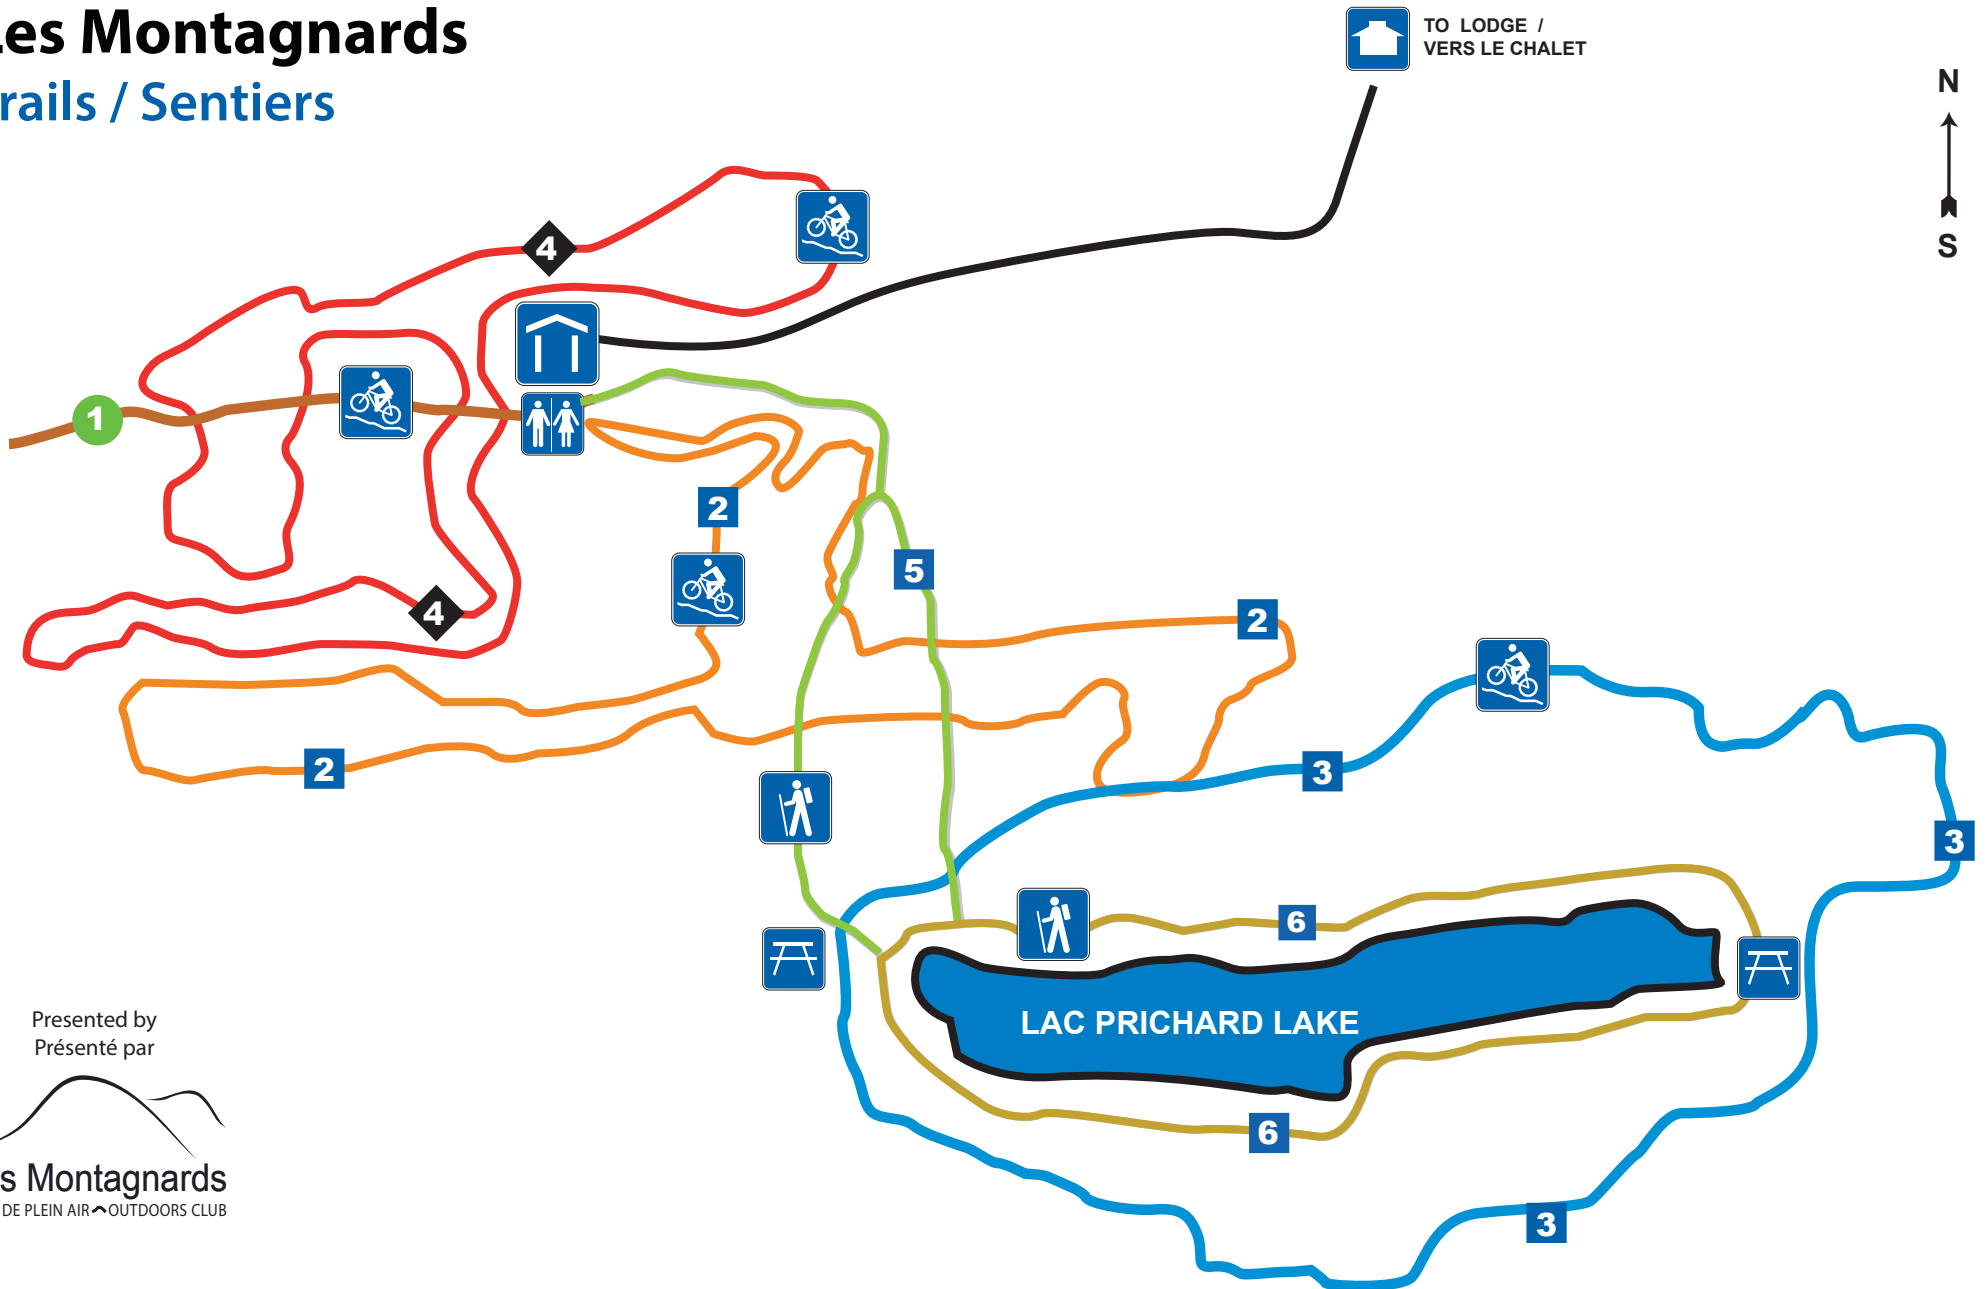 Les Montagnards
rails / Sentiers
TO LODGE /
VERS LE CHALET
N
S
4
1
2
5
4
2
3
2
3
6
LAC PRICHARD LAKE
6
3
Presented by
Présenté par
s Montagnards
DE PLEIN AIR OUTDOORS CLUB